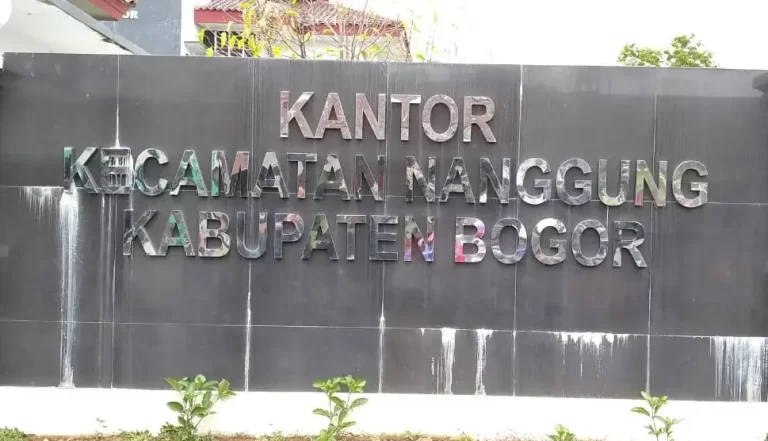 KANTOR
KECAMATAN NANGGUNG
KABUPATEN BOGOR